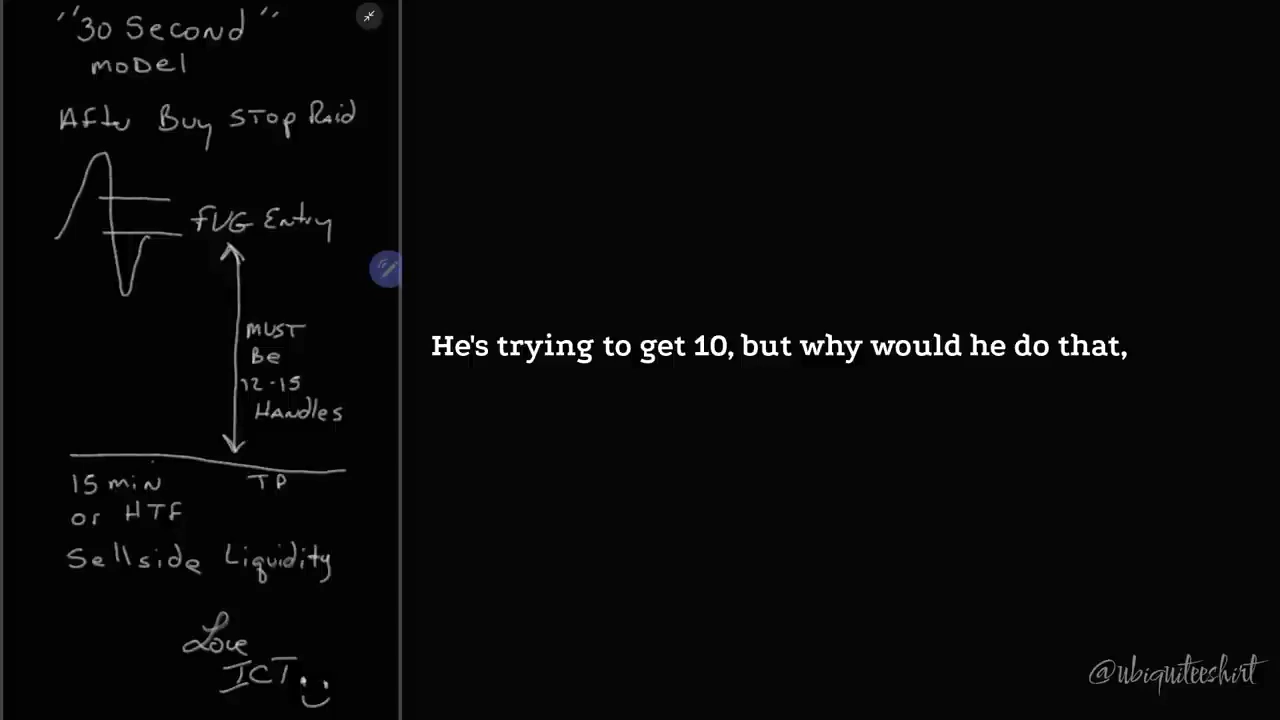 "30 Second"
MODEl
After Buy STop Raid
FVG Entry
MUST
Be
12-15
HANDles
15 min
TP
or HTF
Sellside Liquidity
Love
ICT
He's trying to get 10, but why would he do that,
@ubiquiteeshirt